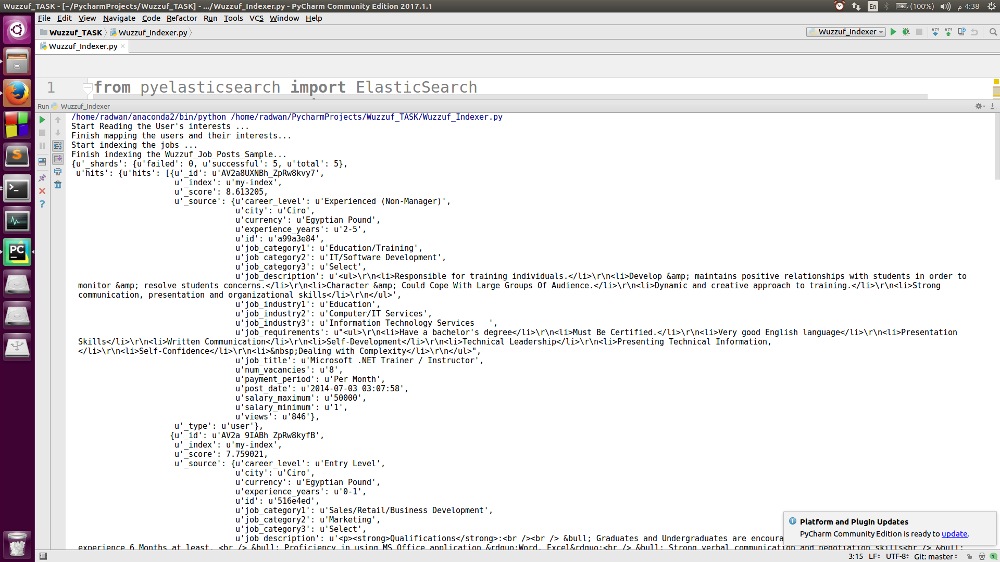 Wuzzuf_TASK - [~/PycharmProjects/Wuzzuf_TASK] - .../Wuzzuf_Indexer.py - PyCharm Community Edition 2017.1.1
En (100%) 4:38 م
File Edit View Navigate Code Refactor Run Tools VCS Window Help
Wuzzuf_TASK Wuzzuf_Indexer.py
Wuzzuf_Indexer
VCS VCS
Wuzzuf_Indexer.py
1 from pyelasticsearch import ElasticSearch
Run Wuzzuf_Indexer
/home/radwan/anaconda2/bin/python /home/radwan/PycharmProjects/Wuzzuf_TASK/Wuzzuf_Indexer.py
Start Reading the User's interests ...
Finish mapping the users and their interests...
Start indexing the jobs ...
Finish indexing the Wuzzuf_Job_Posts_Sample...
{u'_shards': {u'failed': 0, u'successful': 5, u'total': 5},
u'hits': {u'hits': [{u'_id': u'AV2a8UXNBh_ZpRw8kvy7',
u'_index': u'my-index',
u'_score': 8.613205,
u'_source': {u'career_level': u'Experienced (Non-Manager)',
u'city': u'Ciro',
u'currency': u'Egyptian Pound',
u'experience_years': u'2-5',
u'id': u'a99a3e84',
u'job_category1': u'Education/Training',
u'job_category2': u'IT/Software Development',
u'job_category3': u'Select',
u'job_description': u'<ul>\r\n<li>Responsible for training individuals.</li>\r\n<li>Develop &amp; maintains positive relationships with students in order to
monitor &amp; resolve students concerns.</li>\r\n<li>Character &amp; Could Cope With Large Groups Of Audience.</li>\r\n<li>Dynamic and creative approach to training.</li>\r\n<li>Strong
communication, presentation and organizational skills</li>\r\n</ul>',
u'job_industry1': u'Education',
u'job_industry2': u'Computer/IT Services',
u'job_industry3': u'Information Technology Services   ',
u'job_requirements': u"<ul>\r\n<li>Have a bachelor's degree</li>\r\n<li>Must Be Certified.</li>\r\n<li>Very good English language</li>\r\n<li>Presentation
Skills</li>\r\n<li>Written Communication</li>\r\n<li>Self-Development</li>\r\n<li>Technical Leadership</li>\r\n<li>Presenting Technical Information,
</li>\r\n<li>Self-Confidence</li>\r\n<li>&nbsp;Dealing with Complexity</li>\r\n</ul>",
u'job_title': u'Microsoft .NET Trainer / Instructor',
u'num_vacancies': u'8',
u'payment_period': u'Per Month',
u'post_date': u'2014-07-03 03:07:58',
u'salary_maximum': u'50000',
u'salary_minimum': u'1',
u'views': u'846'},
u'_type': u'user'},
{u'_id': u'AV2a_9IABh_ZpRw8kyfB',
u'_index': u'my-index',
u'_score': 7.759021,
u'_source': {u'career_level': u'Entry Level',
u'city': u'Ciro',
u'currency': u'Egyptian Pound',
u'experience_years': u'0-1',
u'id': u'516e4ed',
u'job_category1': u'Sales/Retail/Business Development',
u'job_category2': u'Marketing',
u'job_category3': u'Select',
u'job_description': u'<p><strong>Qualifications</strong>:<br /><br /> &bull; Graduates and Undergraduates are encoura
experience 6 Months at least. <br /> &bull; Proficiency in using MS Office application &rdquo;Word, Excel&rdquo;<br /> &bull; Strong verbal communication and negotiation skills<br /> &bull;
Platform and Plugin Updates
PyCharm Community Edition is ready to update.
3:15 LF UTF-8 Git: master 1